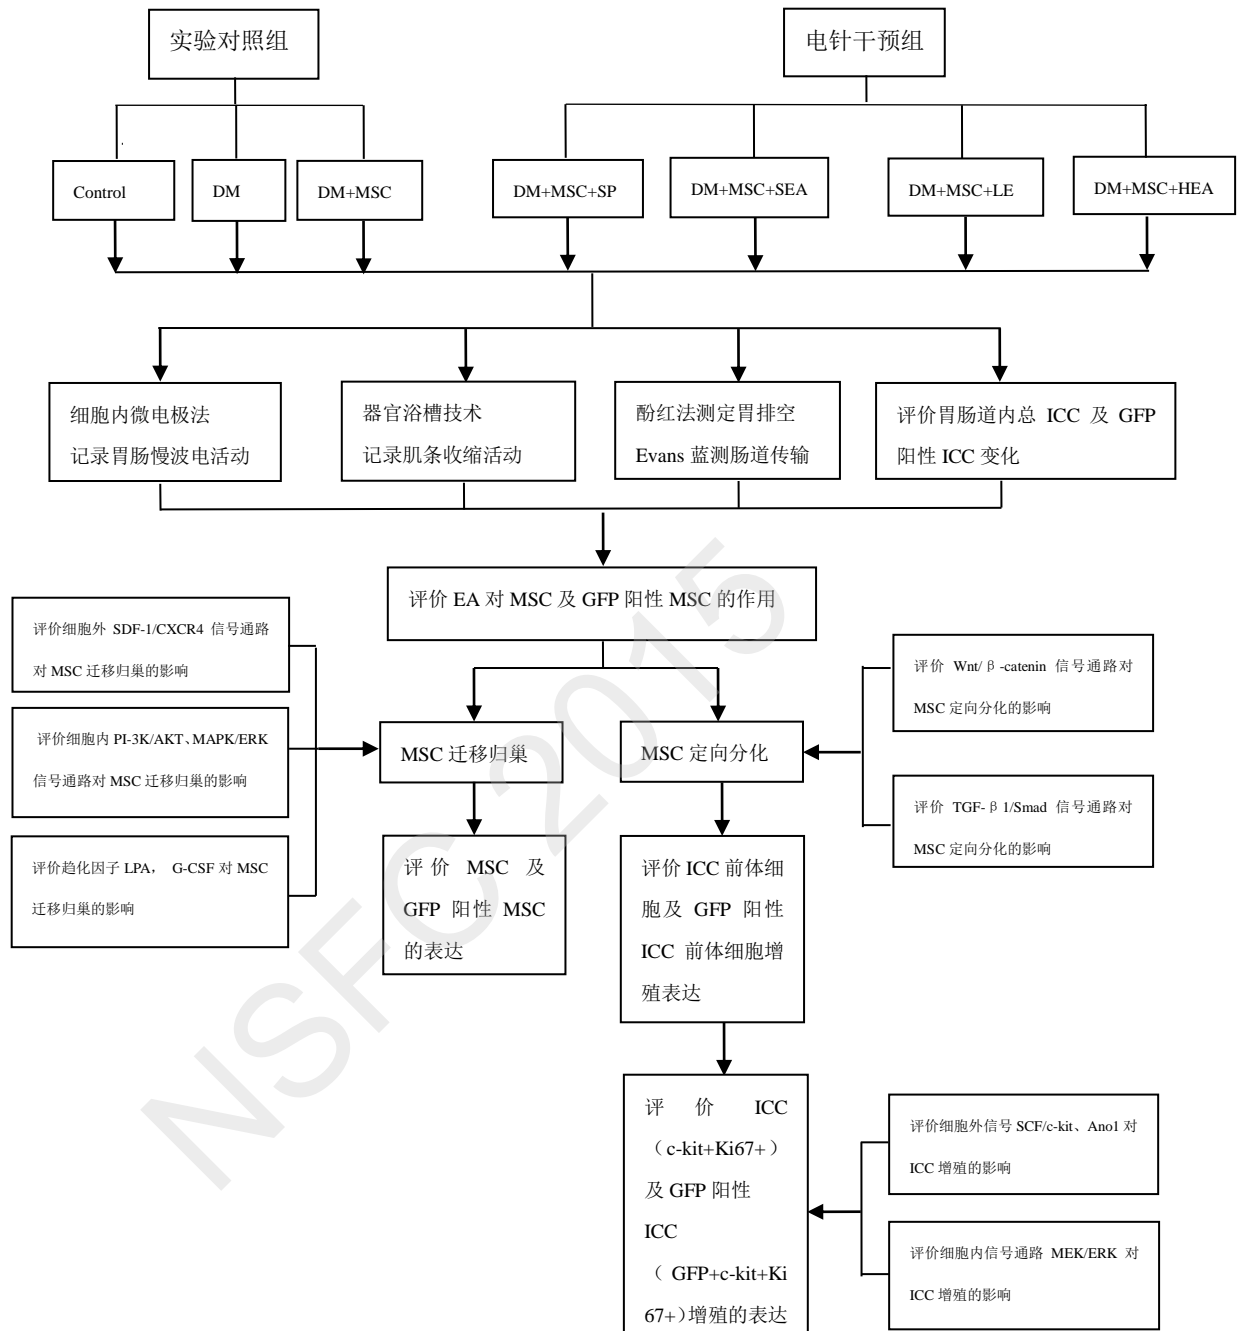 实验对照组
电针干预组
Control
DM
DM+MSC
DM+MSC+SP
DM+MSC+SEA
DM+MSC+LE
DM+MSC+HEA
细胞内微电极法
记录胃肠慢波电活动
器官浴槽技术
记录肌条收缩活动
酚红法测定胃排空
Evans 蓝测肠道传输
评价胃肠道内总 ICC 及 GFP
阳性 ICC 变化
评价 EA 对 MSC 及 GFP 阳性 MSC 的作用
评价细胞外 SDF-1/CXCR4 信号通路
对 MSC 迁移归巢的影响
评价细胞内 PI-3K/AKT、MAPK/ERK
信号通路对 MSC 迁移归巢的影响
评价趋化因子 LPA， G-CSF 对 MSC
迁移归巢的影响
MSC 迁移归巢
MSC 定向分化
评价 Wnt/β-catenin 信号通路对
MSC 定向分化的影响
评价 TGF-β1/Smad 信号通路对
MSC 定向分化的影响
评价 MSC 及
GFP 阳性 MSC
的表达
评价 ICC 前体细
胞及 GFP 阳性
ICC 前体细胞增
殖表达
评价 ICC
（c-kit+Ki67+）
及 GFP 阳性
ICC
（GFP+c-kit+Ki
67+）增殖的表达
评价细胞外信号 SCF/c-kit、Ano1 对
ICC 增殖的影响
评价细胞内信号通路 MEK/ERK 对
ICC 增殖的影响
NSFC 2015